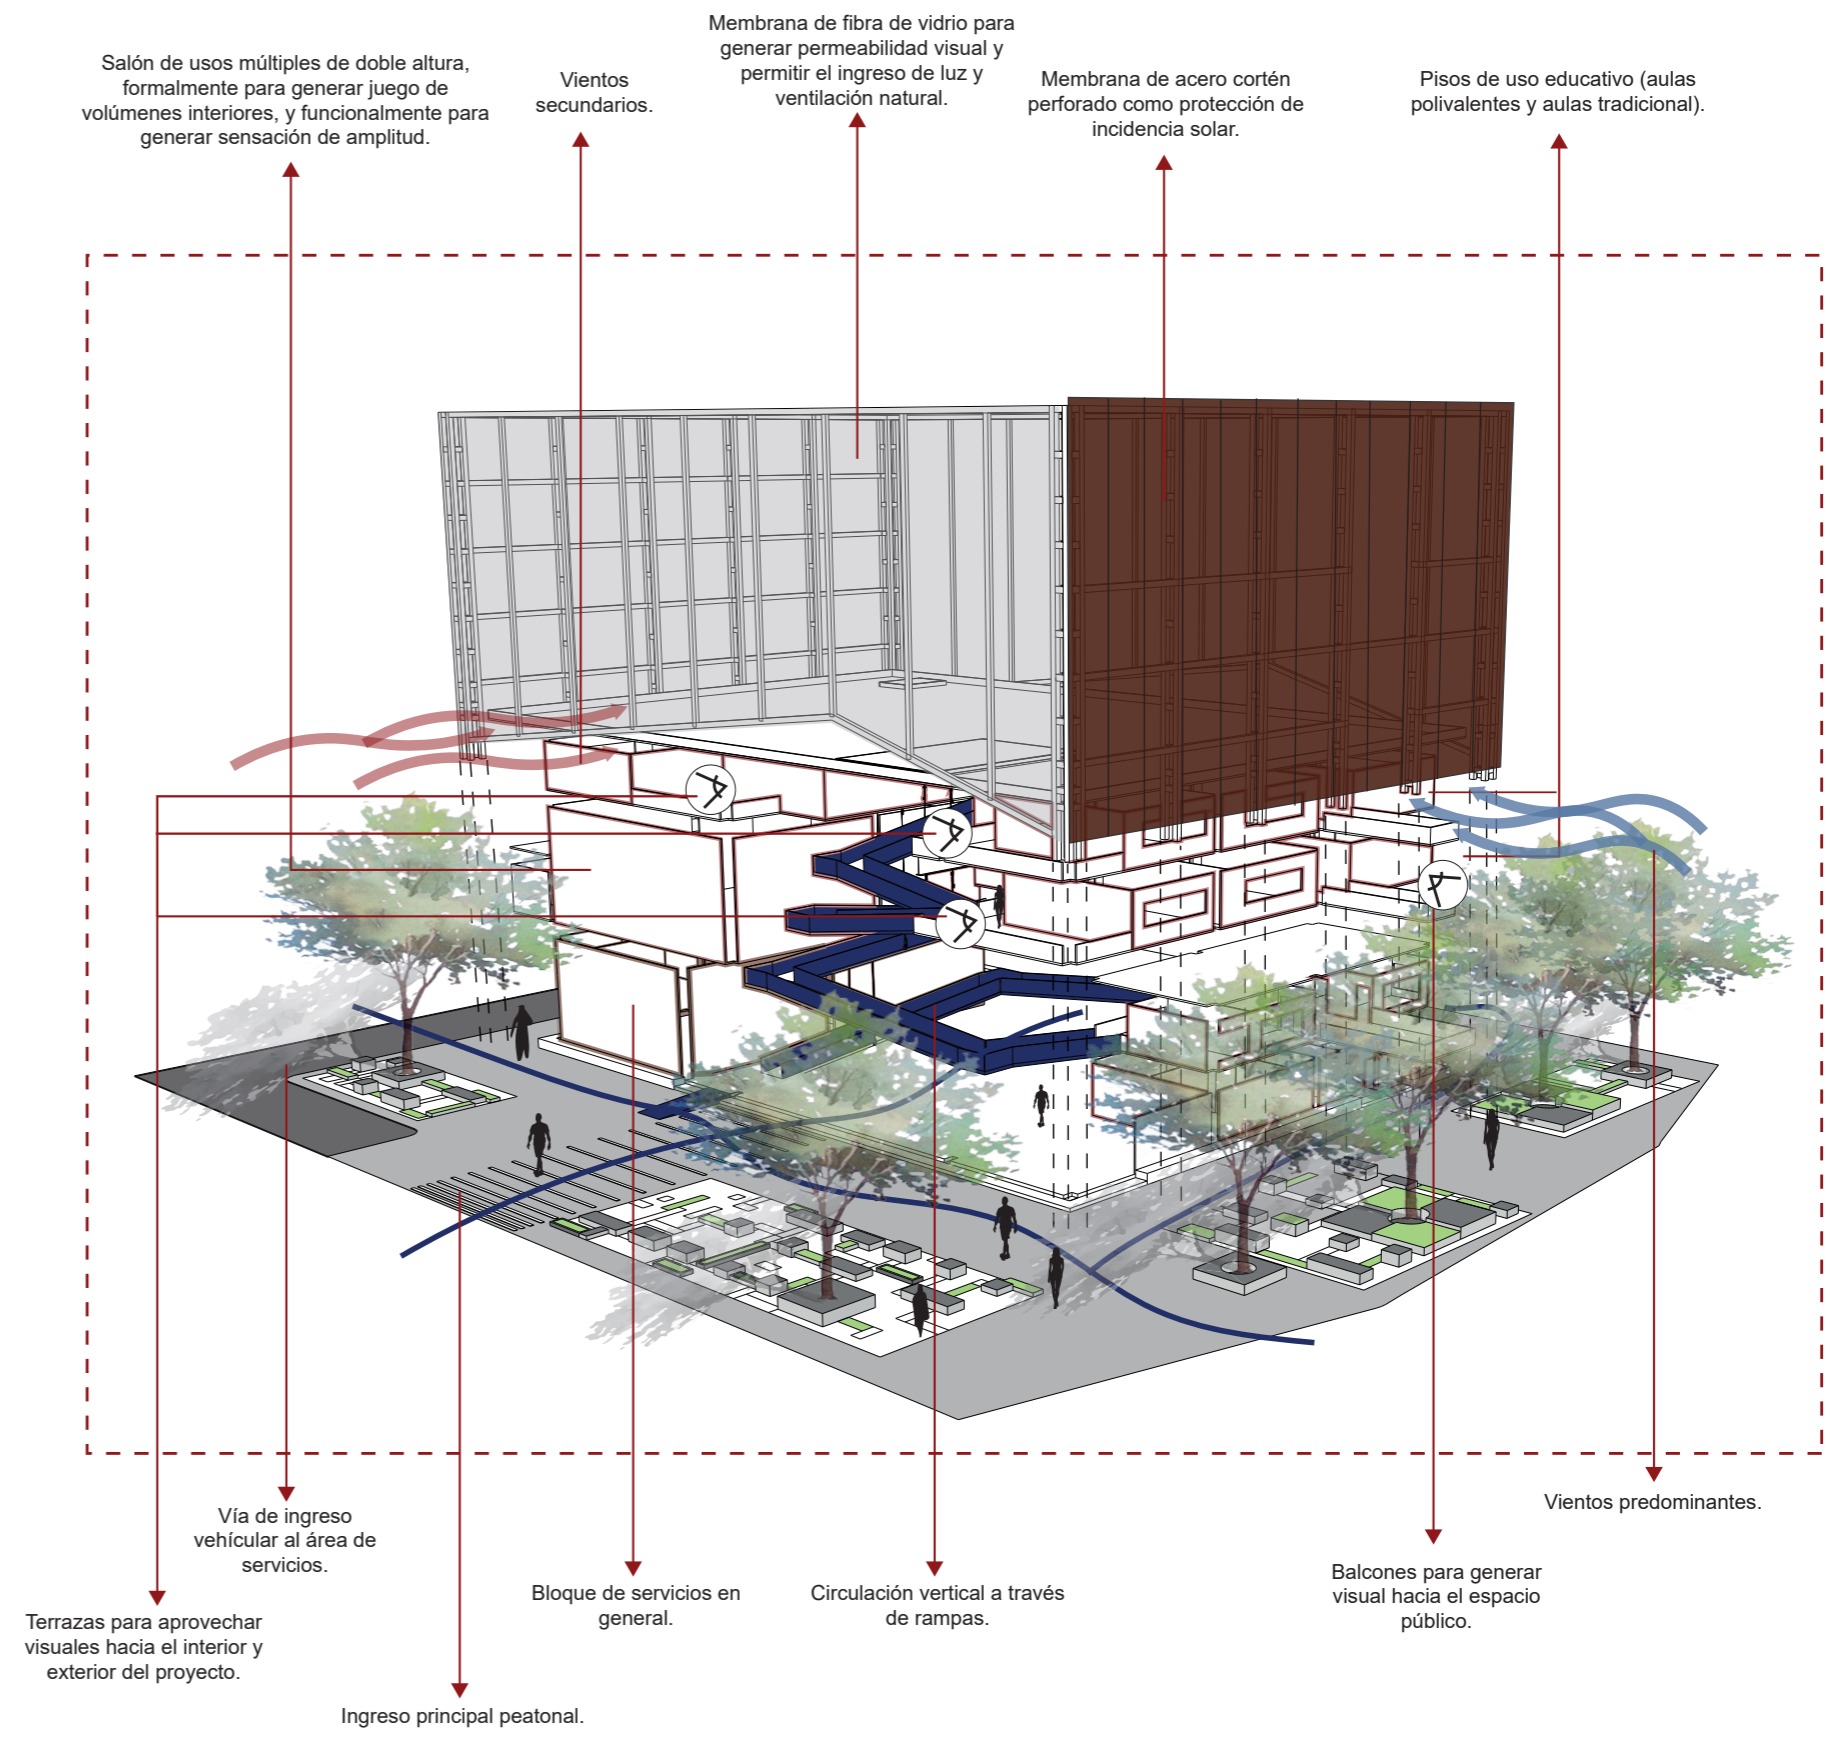 Salón de usos múltiples de doble altura,
formalmente para generar juego de
volúmenes interiores, y funcionalmente para
generar sensación de amplitud.
Vientos
secundarios.
Membrana de fibra de vidrio para
generar permeabilidad visual y
permitir el ingreso de luz y
ventilación natural.
Membrana de acero cortén
perforado como protección de
incidencia solar.
Pisos de uso educativo (aulas
polivalentes y aulas tradicional).
Terrazas para aprovechar
visuales hacia el interior y
exterior del proyecto.
Vía de ingreso
vehícular al área de
servicios.
Ingreso principal peatonal.
Bloque de servicios en
general.
Circulación vertical a través
de rampas.
Balcones para generar
visual hacia el espacio
público.
Vientos predominantes.